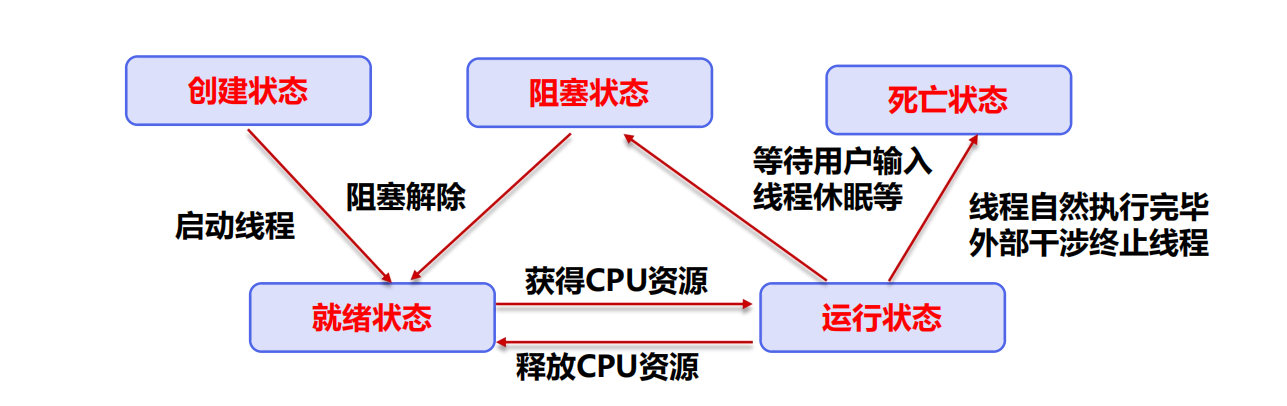 创建状态
阻塞状态
死亡状态
等待用户输入
线程休眠等
阻塞解除
启动线程
线程自然执行完毕
外部干涉终止线程
获得CPU资源
就绪状态
运行状态
释放CPU资源